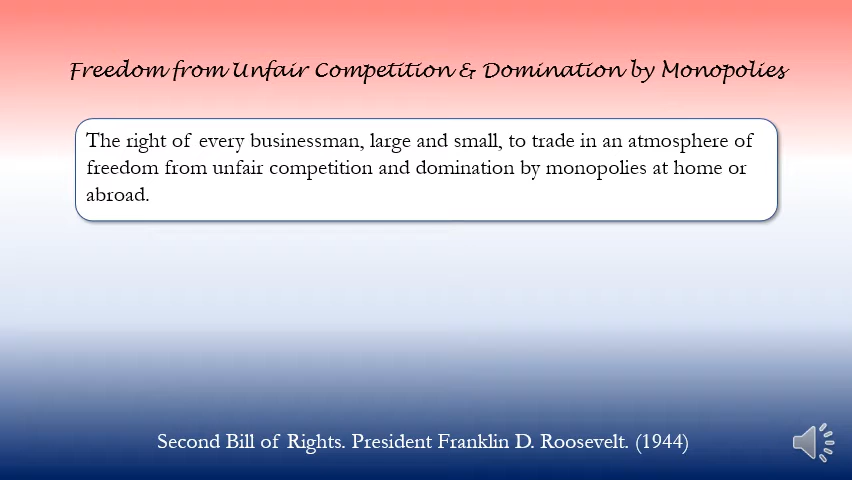 Freedom from Unfair Competition & Domination by Monopolies
The right of every businessman, large and small, to trade in an atmosphere of
freedom from unfair competition and domination by monopolies at home or
abroad.
Second Bill of Rights. President Franklin D. Roosevelt. (1944)